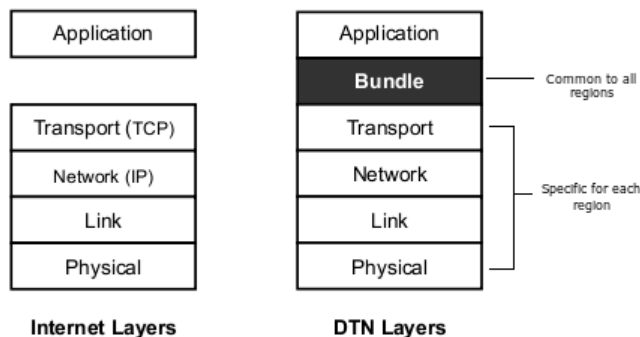 Application
Transport (TCP)
Network (IP)
Link
Physical
Internet Layers
Application
Bundle
Transport
Network
Link
Physical
DTN Layers
Common to all
regions
Specific for each
region